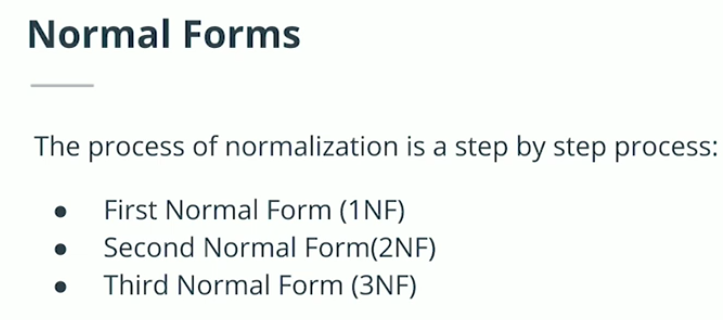 Normal Forms
The process of normalization is a step by step process:
● First Normal Form (1NF)
● Second Normal Form(2NF)
● Third Normal Form (3NF)